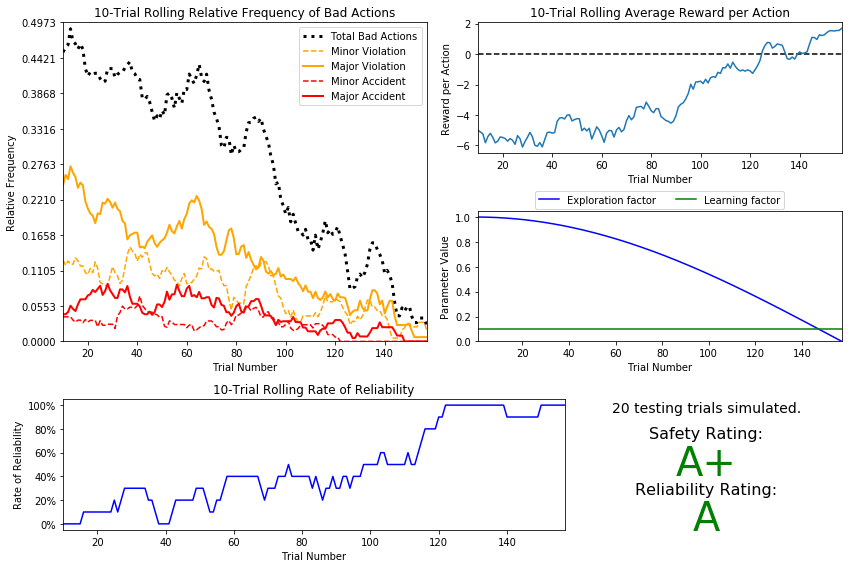 10-Trial Rolling Relative Frequency of Bad Actions
0.4973
0.4421
0.3868
0.3316
0.2763
0.2210
0.1658
0.1105
0.0553
0.0000
Relative Frequency
Total Bad Actions
Minor Violation
Major Violation
Minor Accident
Major Accident
20 40 60 80 100 120 140
Trial Number
10-Trial Rolling Average Reward per Action
2
0
−2
−4
−6
Reward per Action
20 40 60 80 100 120 140
Trial Number
Exploration factor Learning factor
1.0
0.8
0.6
0.4
0.2
0.0
Parameter Value
20 40 60 80 100 120 140
Trial Number
10-Trial Rolling Rate of Reliability
100%
80%
60%
40%
20%
0%
Rate of Reliability
20 40 60 80 100 120 140
Trial Number
20 testing trials simulated.
Safety Rating:
A+
Reliability Rating:
A